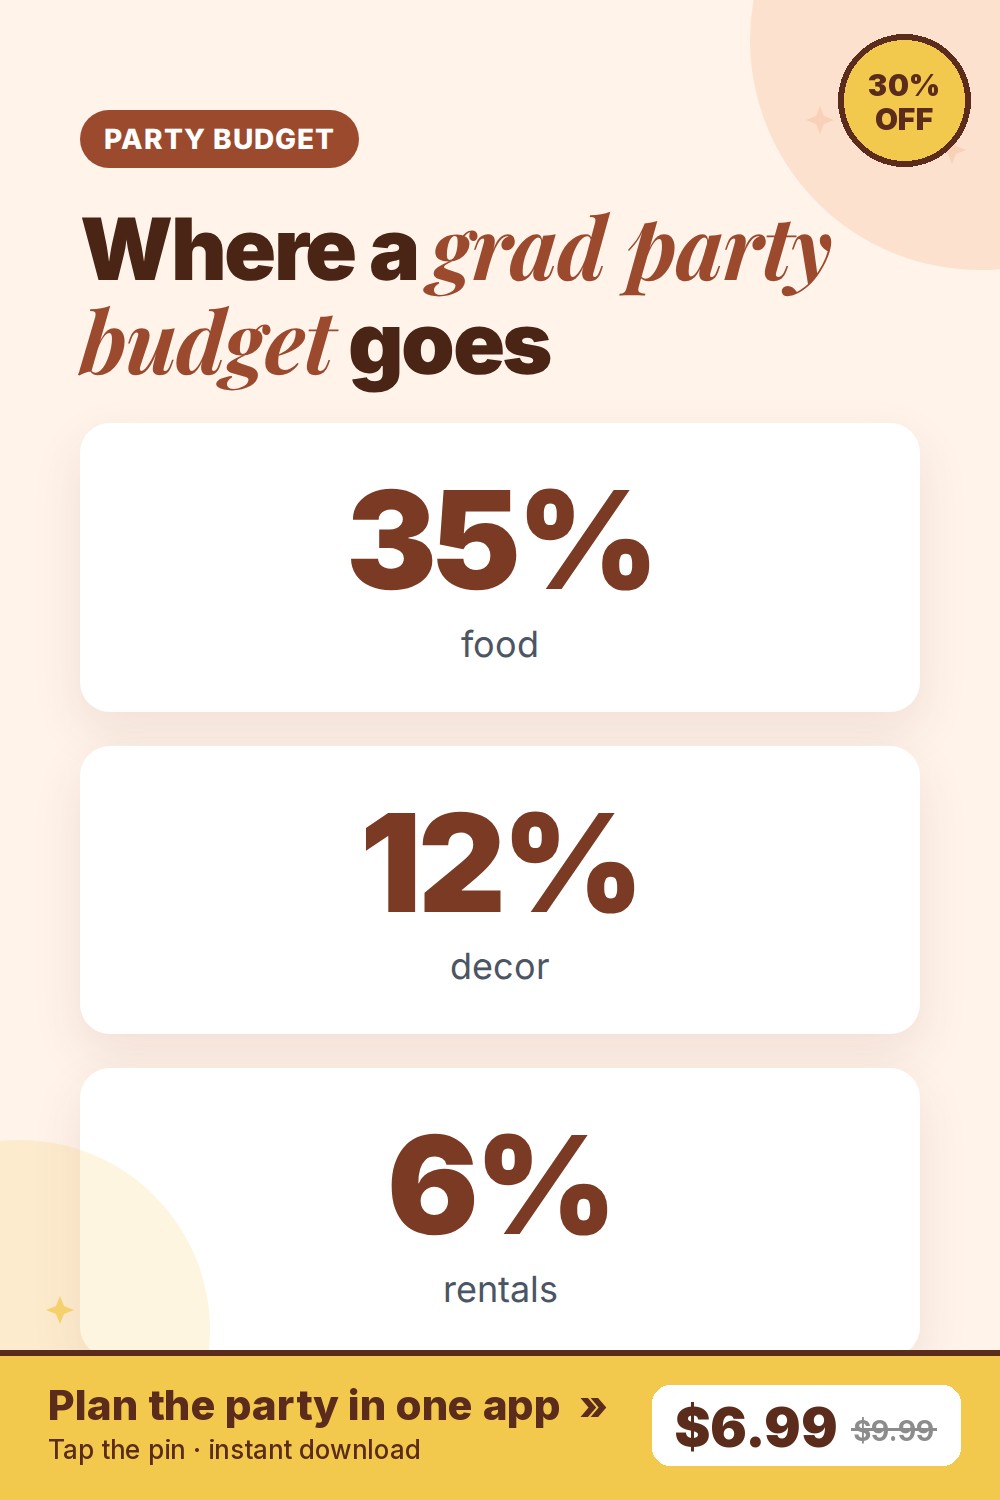 30%
OFF
PARTY BUDGET
Where a grad party
budget goes
35%
food
12%
decor
6%
rentals
Plan the party in one app »
Tap the pin · instant download
$6.99 $9.99